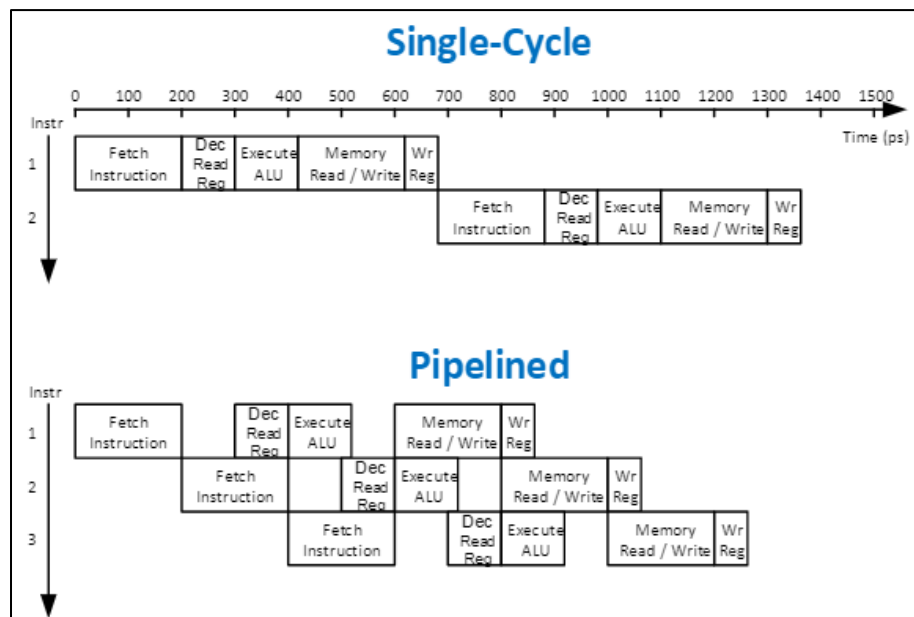 Single-Cycle
0 100 200 300 400 500 600 700 800 900 1000 1100 1200 1300 1400 1500
Instr
Time (ps)
1
Fetch
Instruction
Dec
Read
Reg
Execute
ALU
Memory
Read / Write
Wr
Reg
2
Fetch
Instruction
Dec
Read
Reg
Execute
ALU
Memory
Read / Write
Wr
Reg
Pipelined
Instr
1
Fetch
Instruction
Dec
Read
Reg
Execute
ALU
Memory
Read / Write
Wr
Reg
2
Fetch
Instruction
Dec
Read
Reg
Execute
ALU
Memory
Read / Write
Wr
Reg
3
Fetch
Instruction
Dec
Read
Reg
Execute
ALU
Memory
Read / Write
Wr
Reg